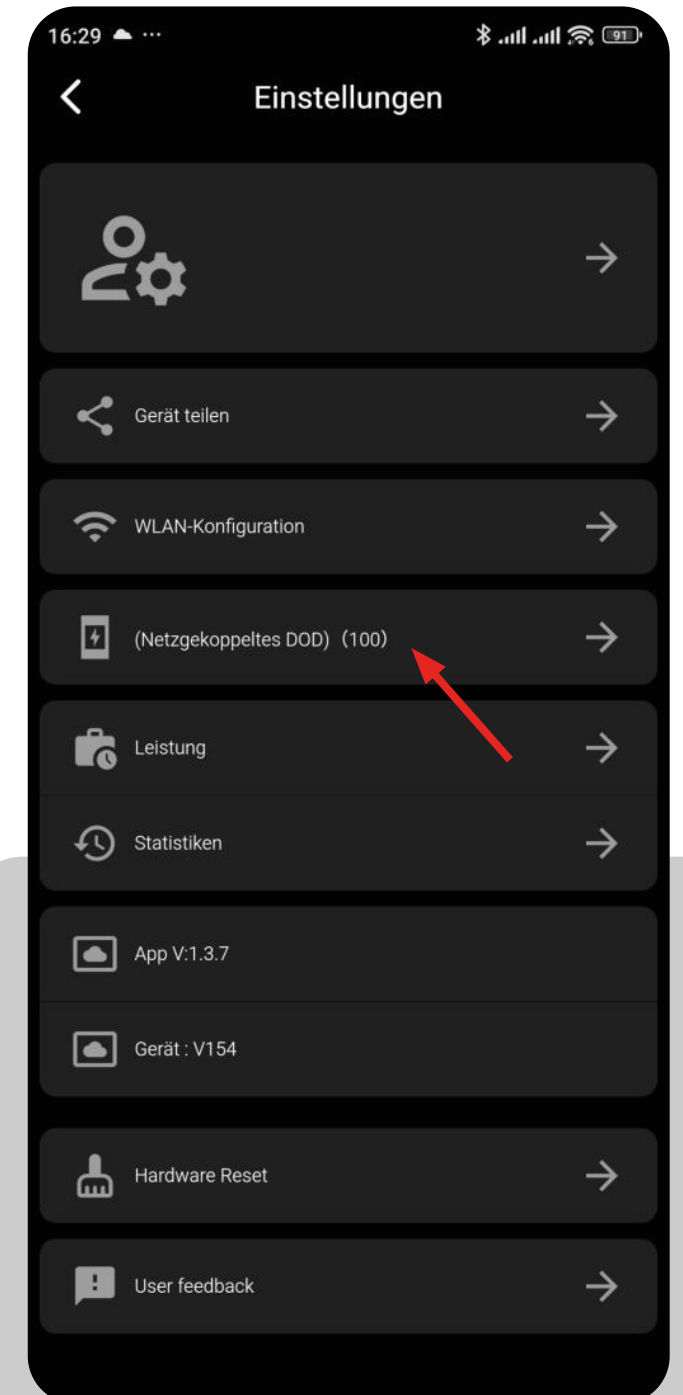 16:29 ...
91
Einstellungen
Gerät teilen
WLAN-Konfiguration
(Netzgekoppeltes DOD)（100）
Leistung
Statistiken
App V:1.3.7
Gerät : V154
Hardware Reset
User feedback